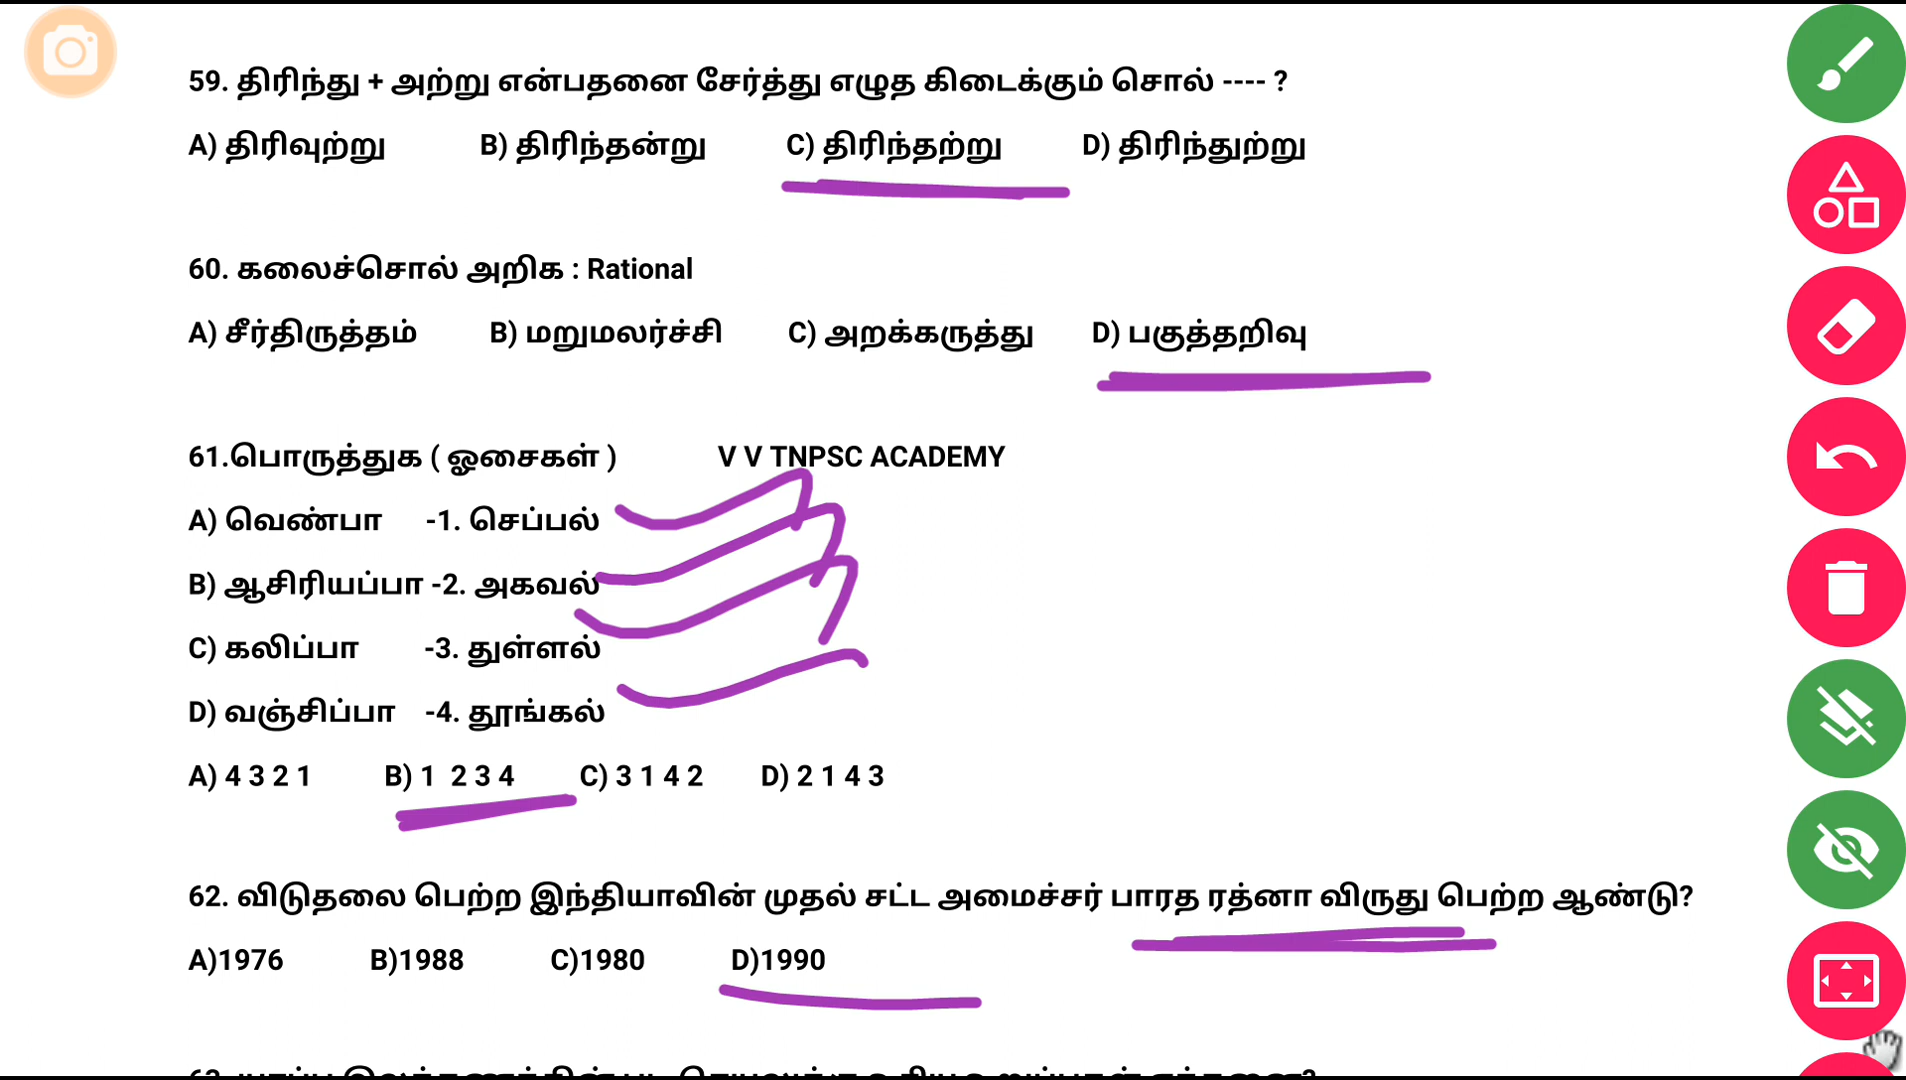 59. திரிந்து + அற்று என்பதனை சேர்த்து எழுத கிடைக்கும் சொல் ---- ?
A) திரிவுற்று B) திரிந்தன்று C) திரிந்தற்று D) திரிந்துற்று
60. கலைச்சொல் அறிக : Rational
A) சீர்திருத்தம் B) மறுமலர்ச்சி C) அறக்கருத்து D) பகுத்தறிவு
61.பொருத்துக ( ஓசைகள் ) V V TNPSC ACADEMY
A) வெண்பா -1. செப்பல்
B) ஆசிரியப்பா -2. அகவல்
C) கலிப்பா -3. துள்ளல்
D) வஞ்சிப்பா -4. தூங்கல்
A) 4 3 2 1 B) 1 2 3 4 C) 3 1 4 2 D) 2 1 4 3
62. விடுதலை பெற்ற இந்தியாவின் முதல் சட்ட அமைச்சர் பாரத ரத்னா விருது பெற்ற ஆண்டு?
A)1976 B)1988 C)1980 D)1990